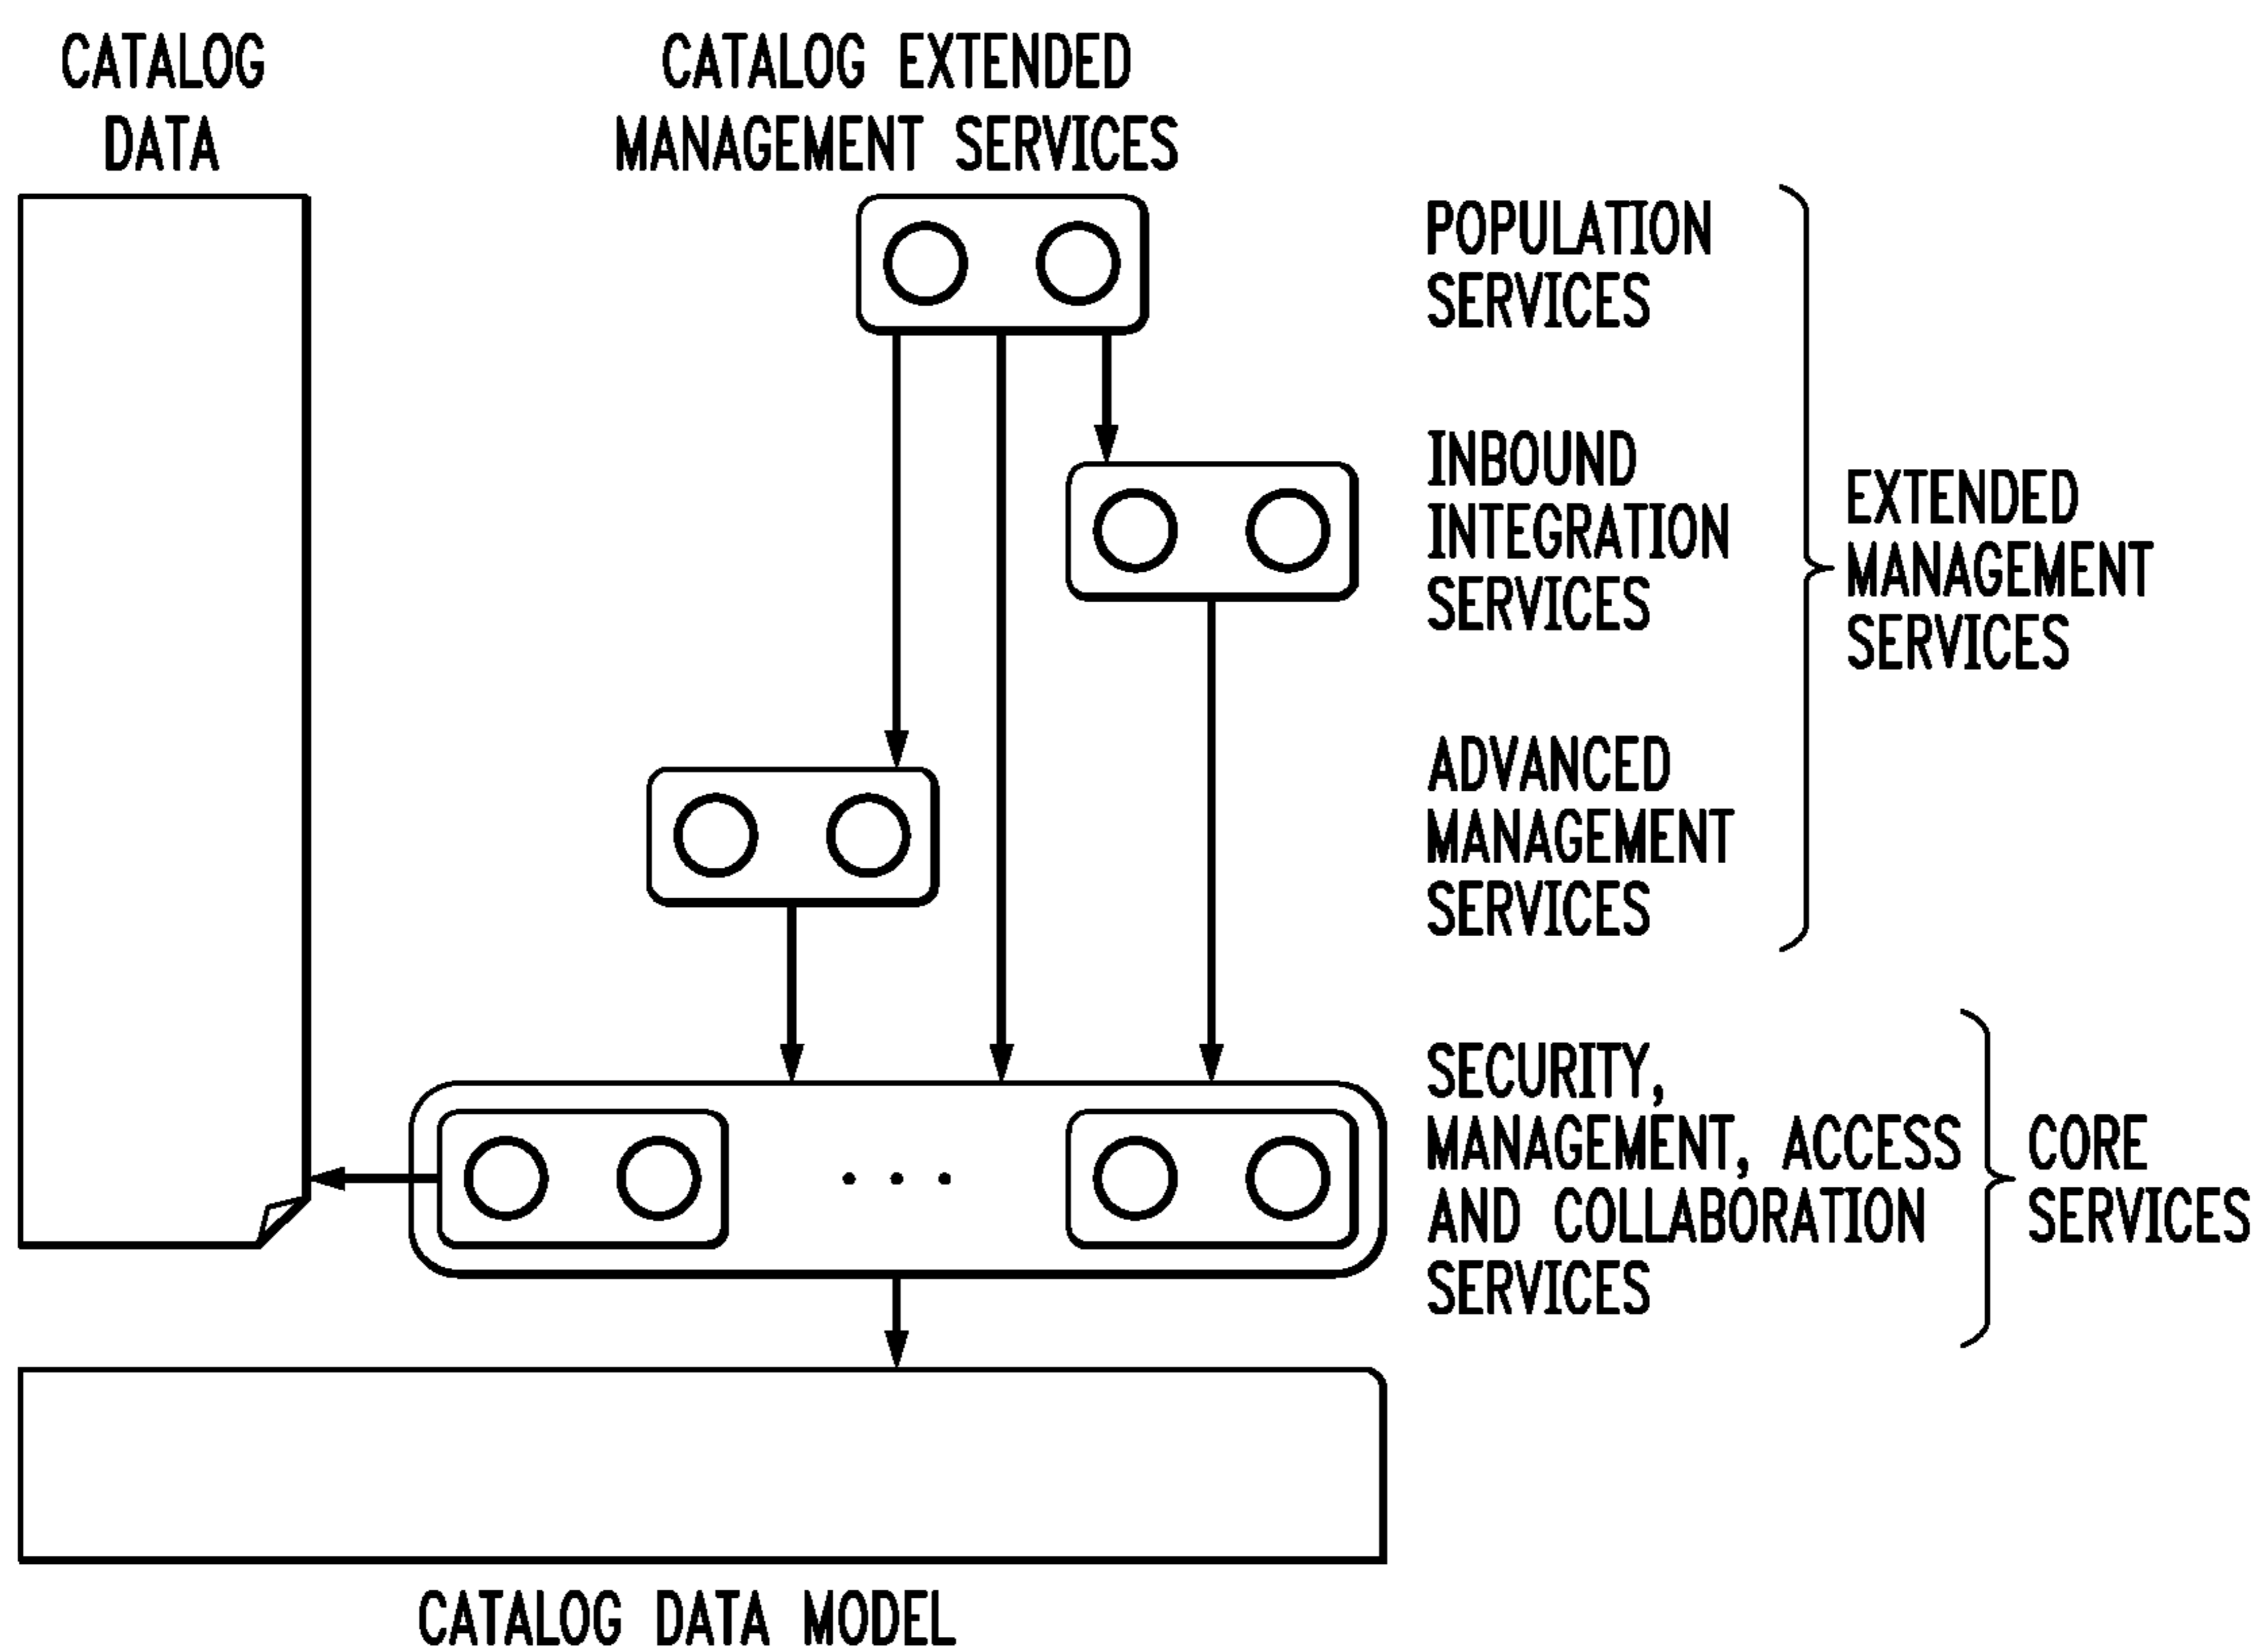 CATALOG
DATA
CATALOG EXTENDED
MANAGEMENT SERVICES
POPULATION
SERVICES
INBOUND
INTEGRATION
SERVICES
EXTENDED
MANAGEMENT
SERVICES
ADVANCED
MANAGEMENT
SERVICES
SECURITY,
MANAGEMENT, ACCESS
AND COLLABORATION
SERVICES
CORE
SERVICES
CATALOG DATA MODEL